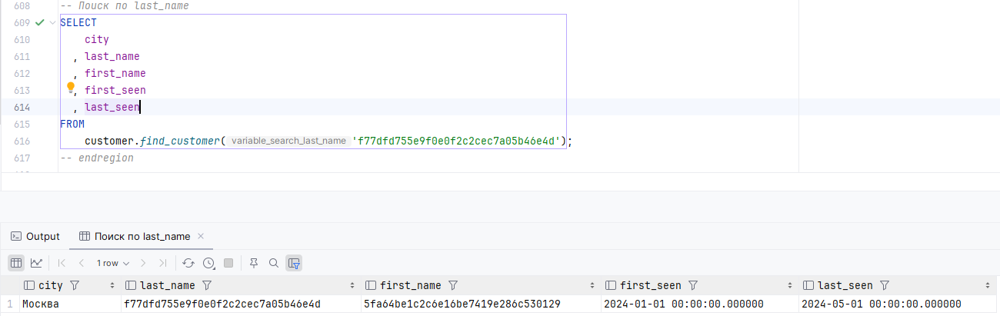 608 -- Поиск по last_name
609 SELECT
610 city
611 , last_name
612 , first_name
613 , first_seen
614 , last_seen
615 FROM
616 customer.find_customer( variable_search_last_name 'f77dfd755e9f0e0f2c2cec7a05b46e4d');
617 -- endregion
Output Поиск по last_name ×
1 row
city last_name first_name first_seen last_seen
1 Москва f77dfd755e9f0e0f2c2cec7a05b46e4d 5fa64be1c2c6e16be7419e286c530129 2024-01-01 00:00:00.000000 2024-05-01 00:00:00.000000